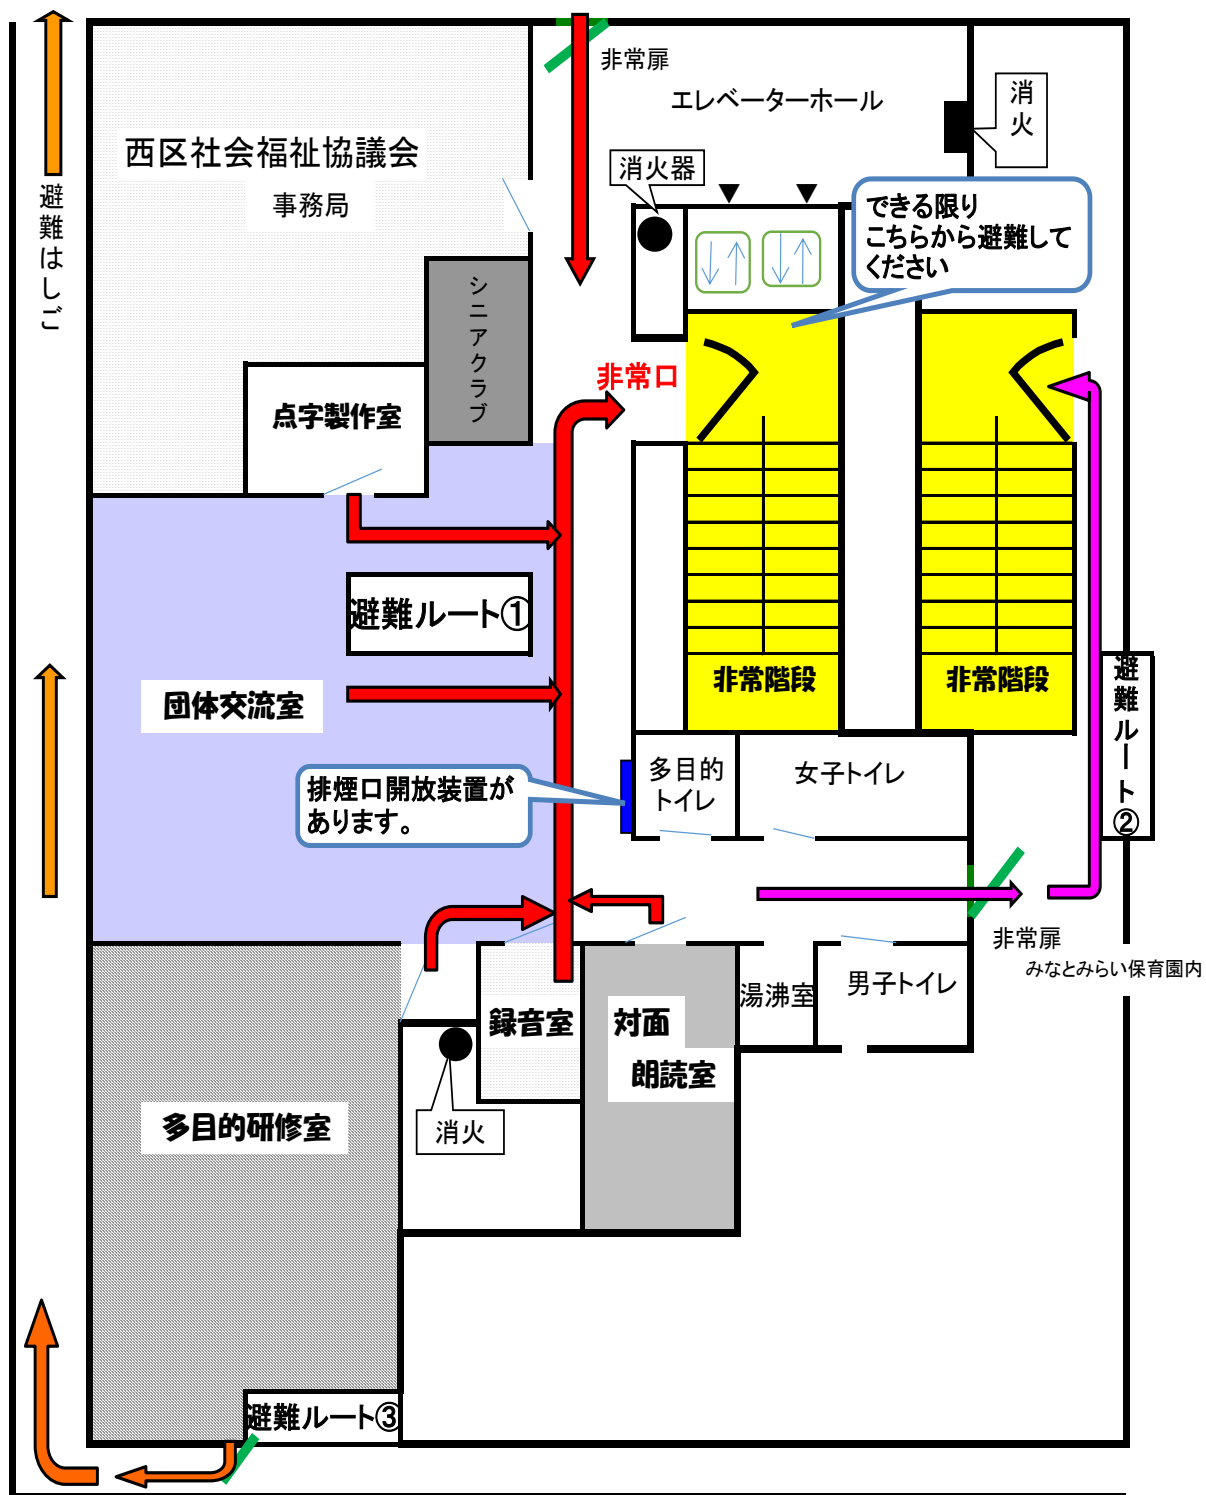 非常扉
エレベーターホール
消
火
西区社会福祉協議会
事務局
消火器
できる限り
こちらから避難して
ください
避難はしご
シニアクラブ
非常口
点字製作室
避難ルート①
団体交流室
非常階段
非常階段
避難ルート②
多目的
トイレ
女子トイレ
排煙口開放装置が
あります。
非常扉
みなとみらい保育園内
湯沸室
男子トイレ
録音室
対面
朗読室
多目的研修室
消火
避難ルート③